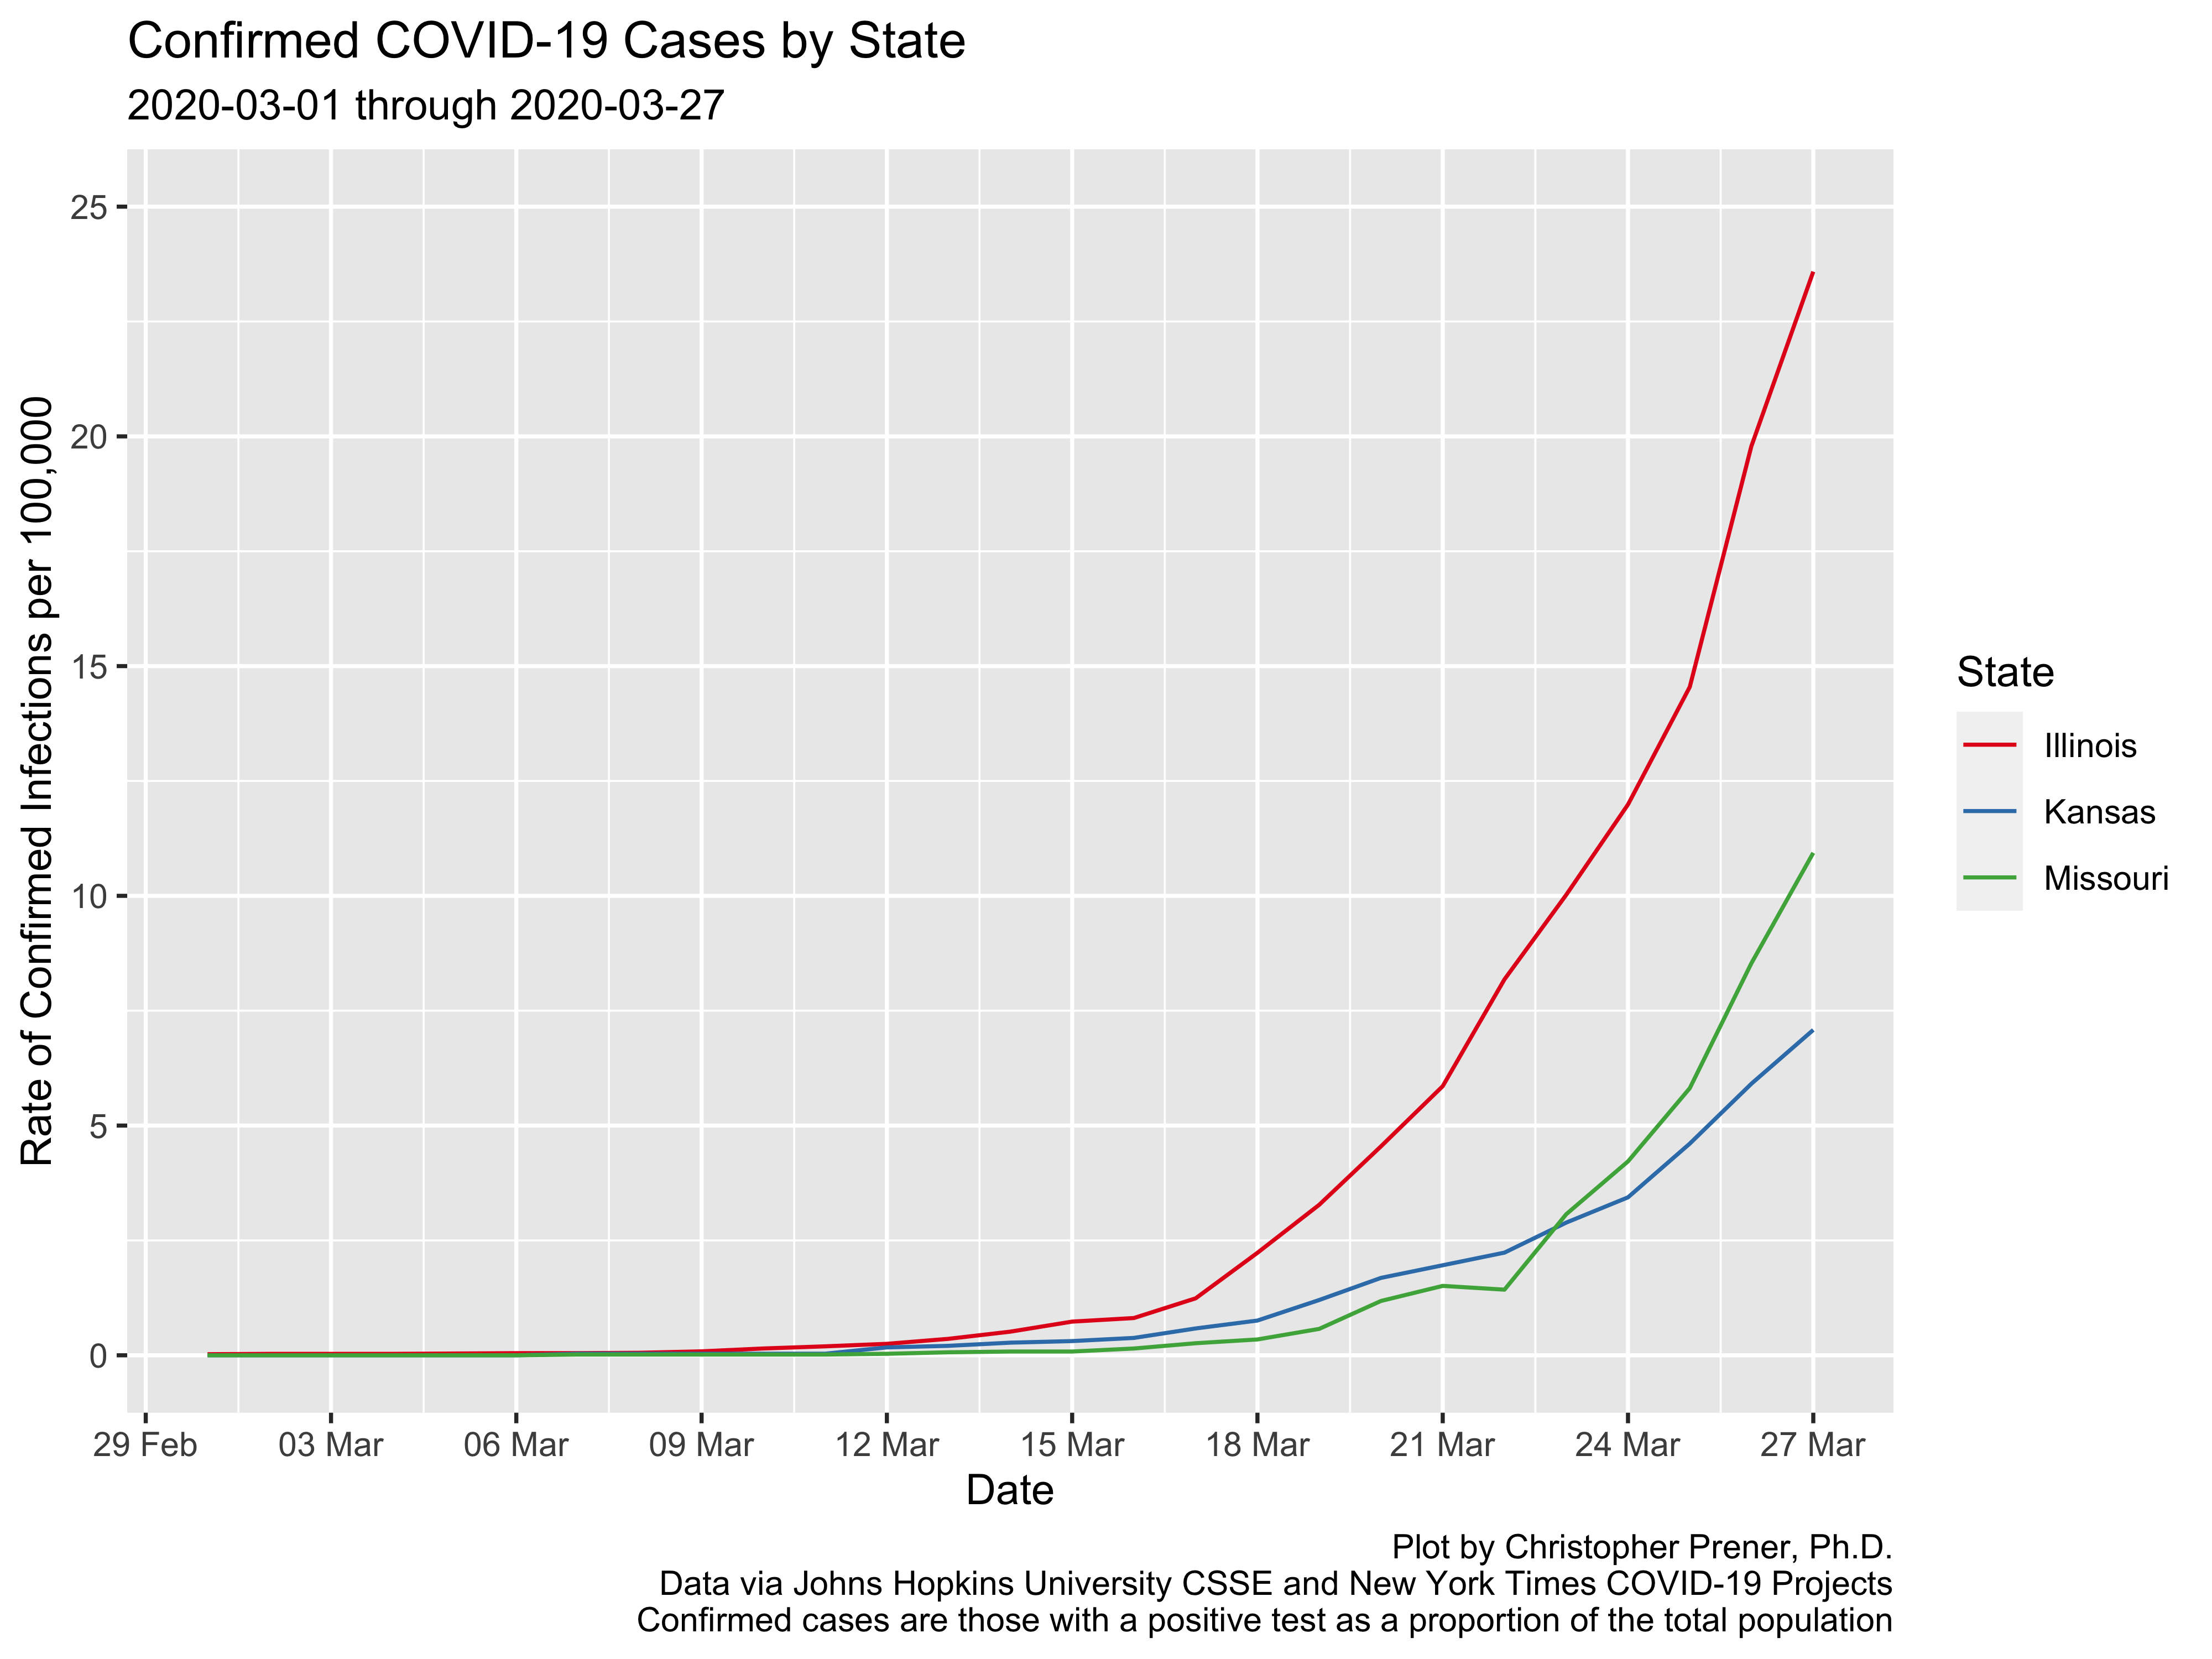 Confirmed COVID-19 Cases by State
2020-03-01 through 2020-03-27
Rate of Confirmed Infections per 100,000
25
20
15
10
5
0
29 Feb
03 Mar
06 Mar
09 Mar
12 Mar
15 Mar
18 Mar
21 Mar
24 Mar
27 Mar
Date
State
Illinois
Kansas
Missouri
Plot by Christopher Prener, Ph.D.
Data via Johns Hopkins University CSSE and New York Times COVID-19 Projects
Confirmed cases are those with a positive test as a proportion of the total population